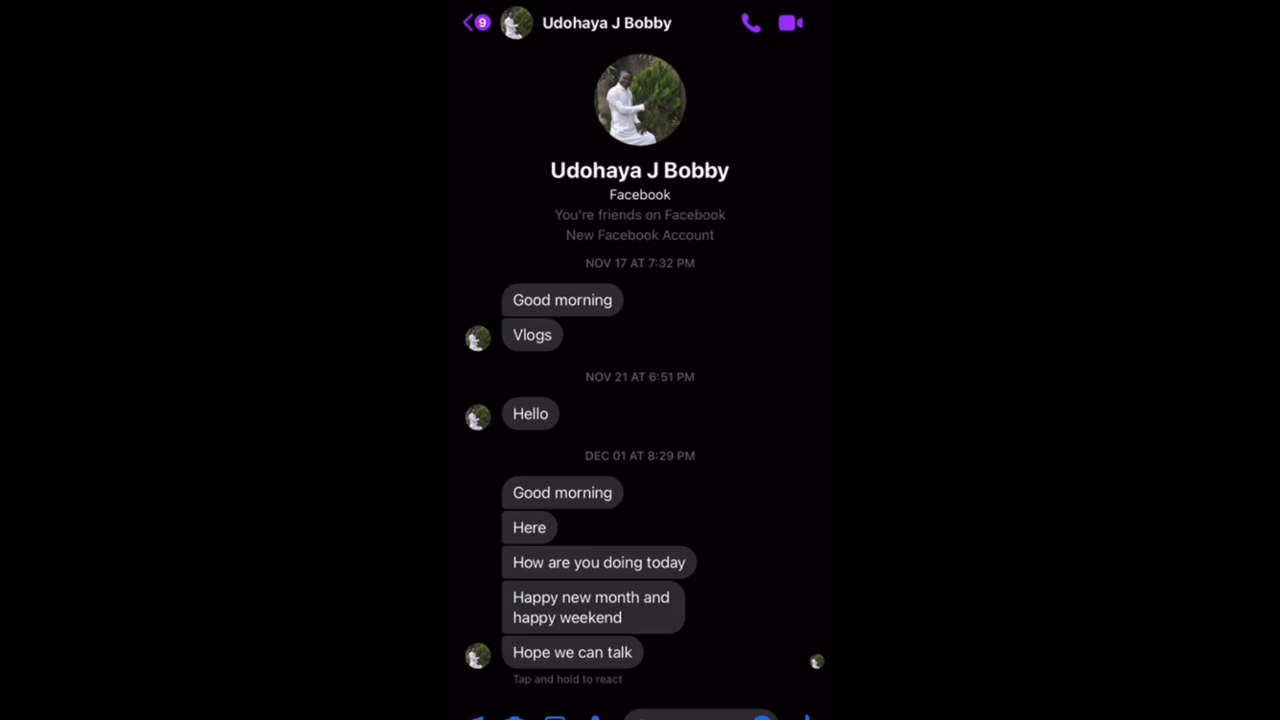 9
Udohaya J Bobby
Udohaya J Bobby
Facebook
You're friends on Facebook
New Facebook Account
NOV 17 AT 7:32 PM
Good morning
Vlogs
NOV 21 AT 6:51 PM
Hello
DEC 01 AT 8:29 PM
Good morning
Here
How are you doing today
Happy new month and
happy weekend
Hope we can talk
Tap and hold to react